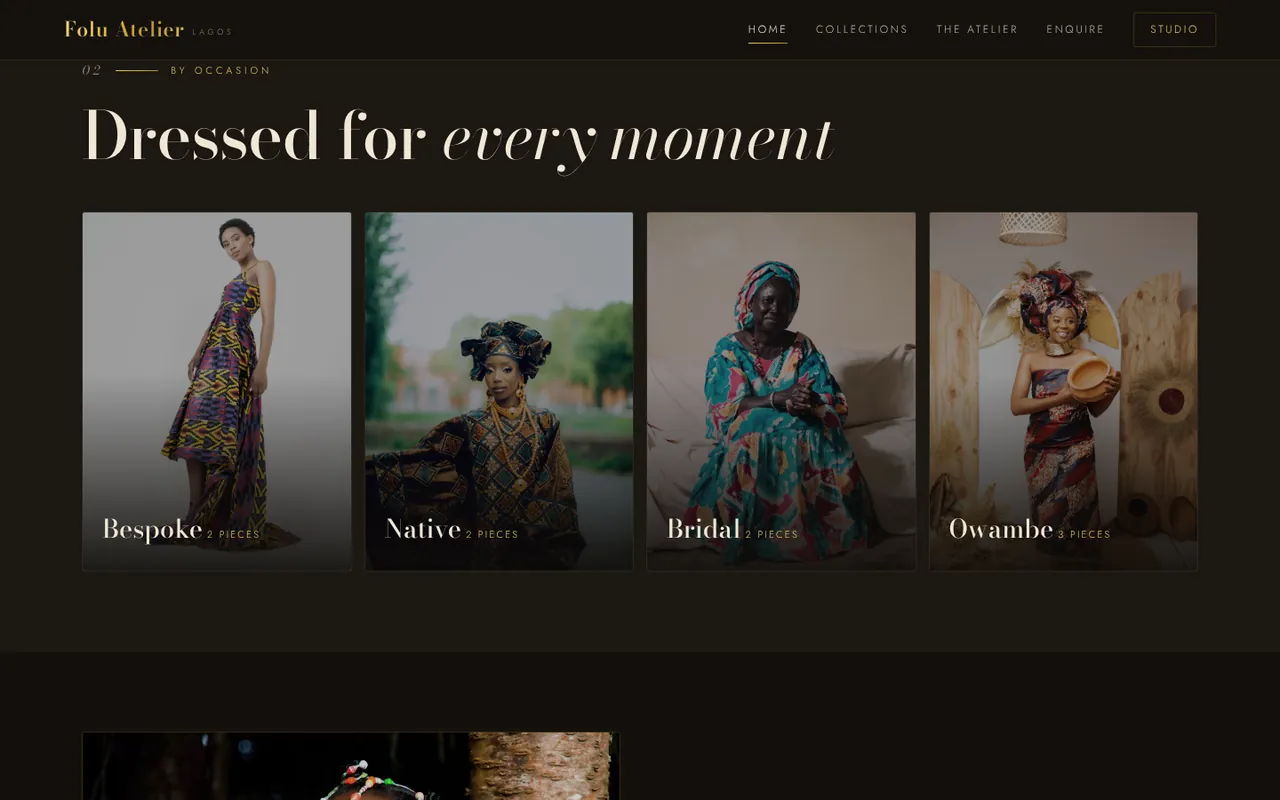 Folu Atelier LAGOS
HOME COLLECTIONS THE ATELIER ENQUIRE STUDIO
02 BY OCCASION
Dressed for every moment
Bespoke 2 PIECES
Native 2 PIECES
Bridal 2 PIECES
Owambe 3 PIECES